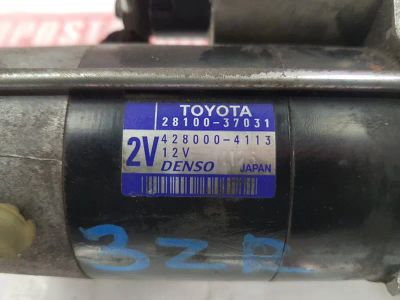 TOYOTA
28100-37031
2V 428000-4113
12V
DENSO JAPAN
3ZR